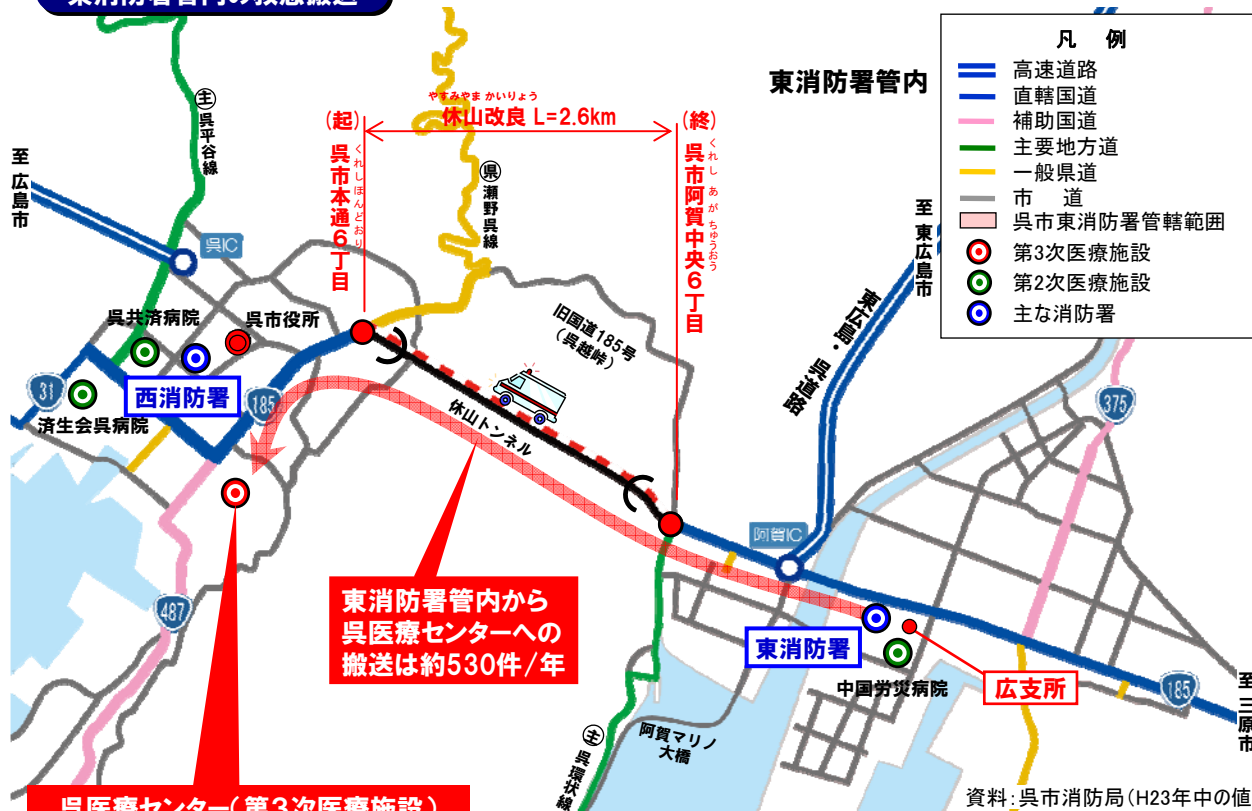 東消防署管内の救急搬送
東消防署管内
凡 例
高速道路
直轄国道
補助国道
主要地方道
一般県道
市 道
呉市東消防署管轄範囲
第3次医療施設
第2次医療施設
主な消防署
やすみやま かいりょう
休山改良 L=2.6km
(起)
呉市本通6丁目
くれし ほんどおり
(終)
呉市阿賀中央6丁目
くれし あが ちゅうおう
至 広島市
主 呉平谷線
県 瀬野呉線
至 東広島市
呉IC
呉共済病院
呉市役所
旧国道185号
(呉越峠)
東広島・呉道路
31
西消防署
185
済生会呉病院
休山トンネル
375
阿賀IC
487
東消防署管内から
呉医療センターへの
搬送は約530件/年
東消防署
中国労災病院
広支所
185
至 三原市
阿賀マリノ
大橋
主 呉環状線
呉医療センター(第3次医療施設)
資料:呉市消防局(H23年中の値